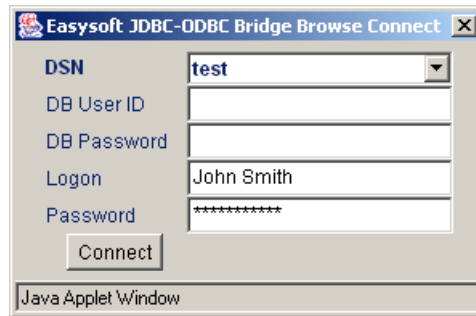 Easysoft JDBC-ODBC Bridge Browse Connect
DSN test
DB User ID
DB Password
Logon John Smith
Password ***********
Connect
Java Applet Window